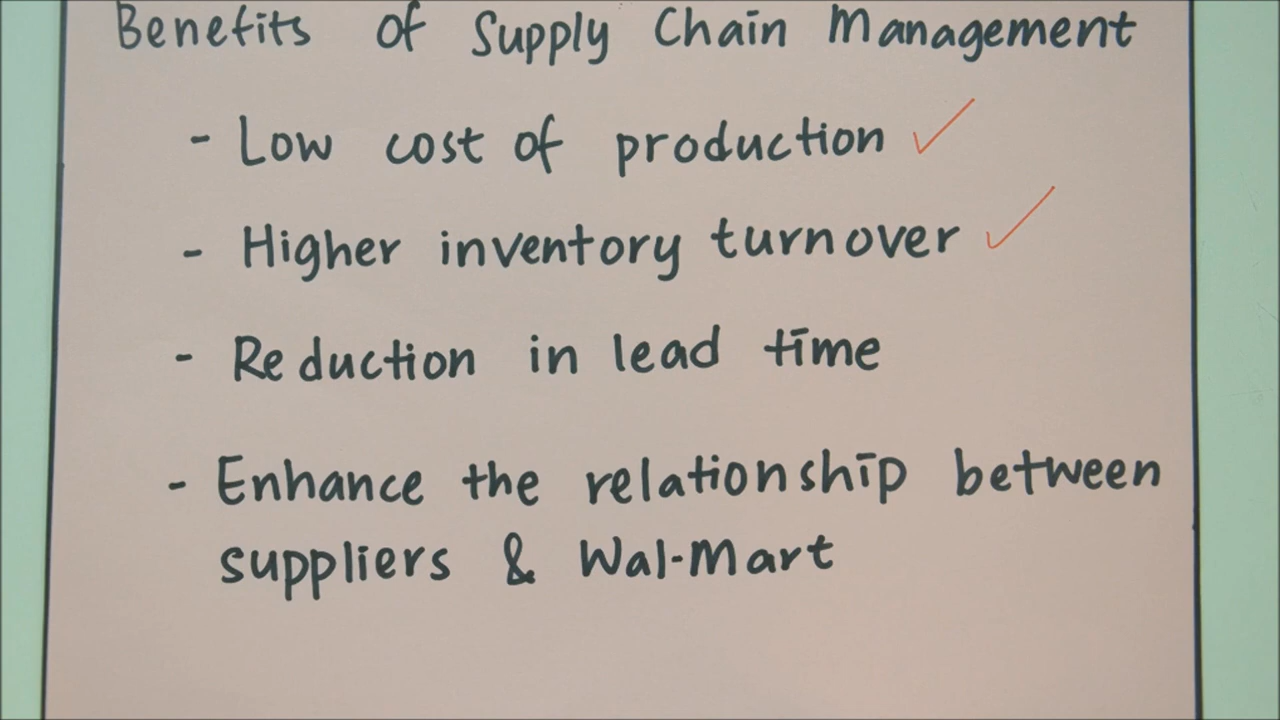 Benefits of Supply Chain Management
- Low cost of production ✓
- Higher inventory turnover ✓
- Reduction in lead time
- Enhance the relationship between
suppliers & Wal-Mart